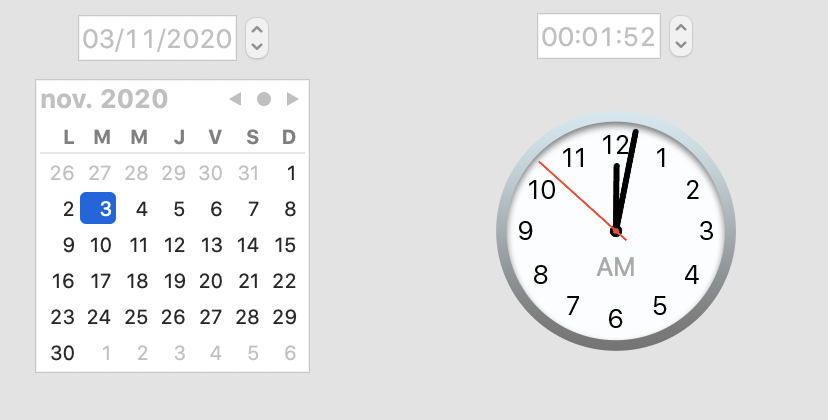 03/11/2020
nov. 2020
L M M J V S D
26 27 28 29 30 31 1
2 3 4 5 6 7 8
9 10 11 12 13 14 15
16 17 18 19 20 21 22
23 24 25 26 27 28 29
30 1 2 3 4 5 6
00:01:52
12
11 1
10 2
9 3
AM
8 4
7 5
6